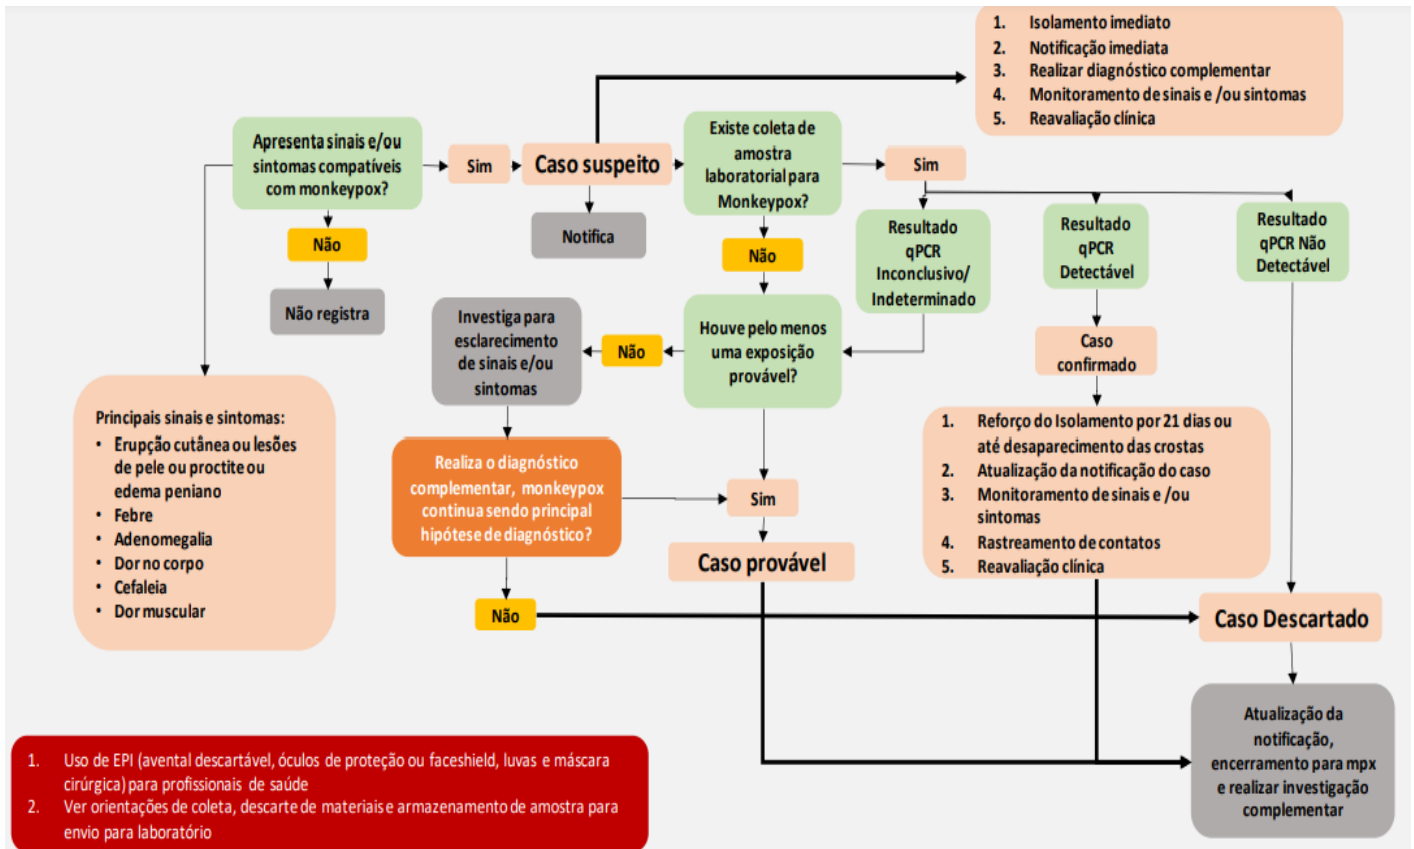 1. Isolamento imediato
2. Notificação imediata
3. Realizar diagnóstico complementar
4. Monitoramento de sinais e /ou sintomas
5. Reavaliação clínica
Apresenta sinais e/ou
sintomas compatíveis
com monkeypox?
Sim
Caso suspeito
Existe coleta de
amostra
laboratorial para
Monkeypox?
Sim
Não
Não registra
Notifica
Não
Resultado
qPCR
Inconclusivo/
Indeterminado
Resultado
qPCR
Detectável
Resultado
qPCR Não
Detectável
Investiga para
esclarecimento
de sinais e/ou
sintomas
Não
Houve pelo menos
uma exposição
provável?
Caso
confirmado
Principais sinais e sintomas:
• Erupção cutânea ou lesões
de pele ou proctite ou
edema peniano
• Febre
• Adenomegalia
• Dor no corpo
• Cefaleia
• Dor muscular
Realiza o diagnóstico
complementar, monkeypox
continua sendo principal
hipótese de diagnóstico?
Sim
Caso provável
1. Reforço do Isolamento por 21 dias ou
até desaparecimento das crostas
2. Atualização da notificação do caso
3. Monitoramento de sinais e /ou
sintomas
4. Rastreamento de contatos
5. Reavaliação clínica
Não
Caso Descartado
Atualização da
notificação,
encerramento para mpx
e realizar investigação
complementar
1. Uso de EPI (avental descartável, óculos de proteção ou faceshield, luvas e máscara
cirúrgica) para profissionais de saúde
2. Ver orientações de coleta, descarte de materiais e armazenamento de amostra para
envio para laboratório